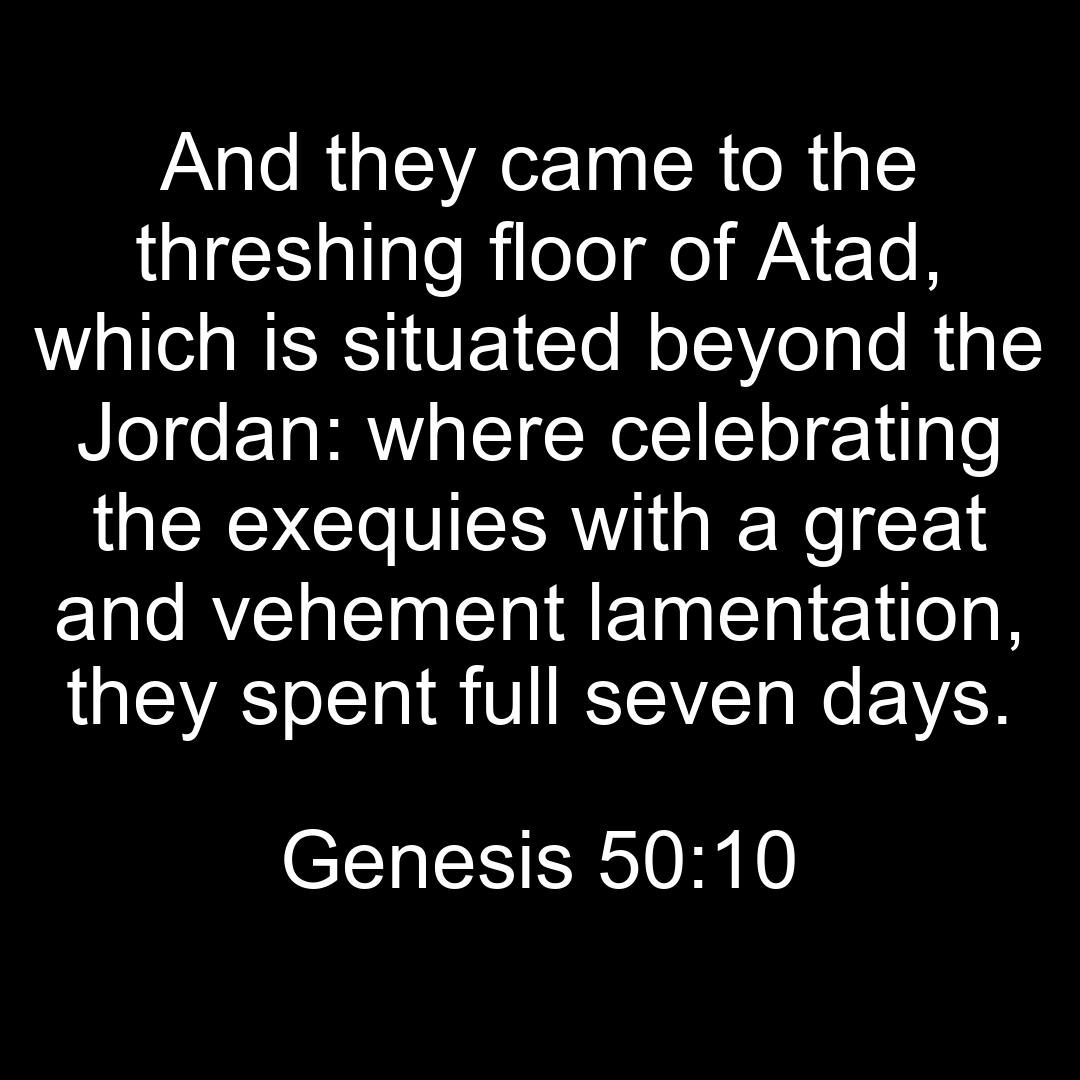 And they came to the
threshing floor of Atad,
which is situated beyond the
Jordan: where celebrating
the exequies with a great
and vehement lamentation,
they spent full seven days.
Genesis 50:10